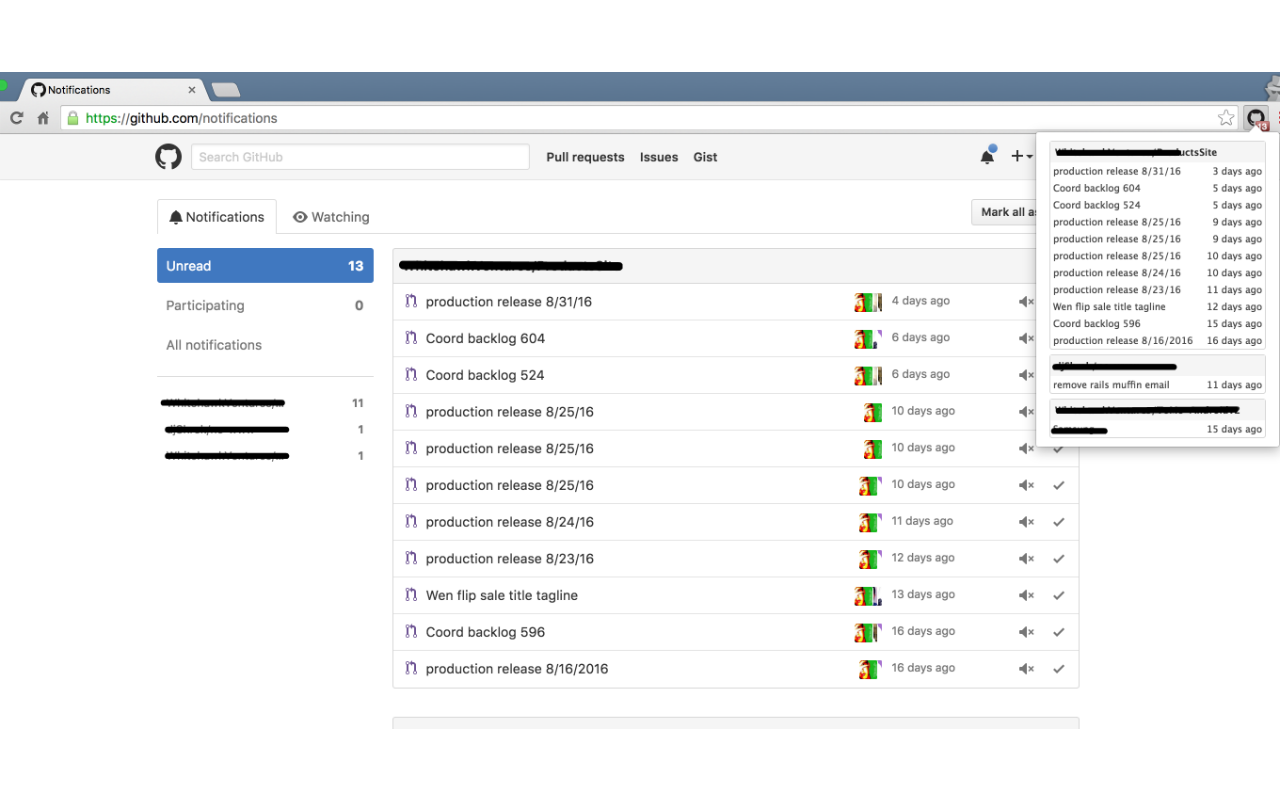 Notifications
https://github.com/notifications
13
Search GitHub
Pull requests Issues Gist
Notifications Watching
Mark all as
Unread 13
Participating 0
All notifications
11
1
1
production release 8/31/16 4 days ago
Coord backlog 604 6 days ago
Coord backlog 524 6 days ago
production release 8/25/16 10 days ago
production release 8/25/16 10 days ago
production release 8/25/16 10 days ago
production release 8/24/16 11 days ago
production release 8/23/16 12 days ago
Wen flip sale title tagline 13 days ago
Coord backlog 596 16 days ago
production release 8/16/2016 16 days ago
uctsSite
production release 8/31/16 3 days ago
Coord backlog 604 5 days ago
Coord backlog 524 5 days ago
production release 8/25/16 9 days ago
production release 8/25/16 9 days ago
production release 8/25/16 10 days ago
production release 8/24/16 10 days ago
production release 8/23/16 11 days ago
Wen flip sale title tagline 12 days ago
Coord backlog 596 15 days ago
production release 8/16/2016 16 days ago
remove rails muffin email 11 days ago
15 days ago